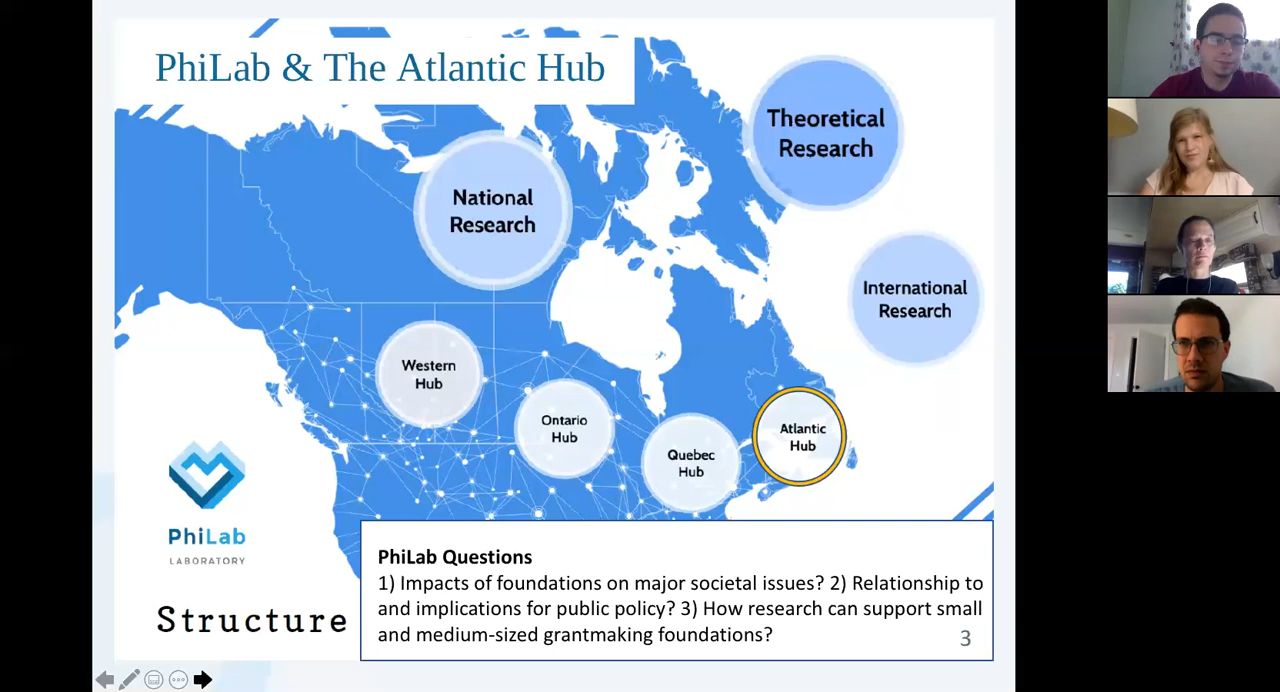 PhiLab & The Atlantic Hub
Theoretical
Research
National
Research
International
Research
Western
Hub
Ontario
Hub
Quebec
Hub
Atlantic
Hub
PhiLab
LABORATORY
Structure
PhiLab Questions
1) Impacts of foundations on major societal issues? 2) Relationship to
and implications for public policy? 3) How research can support small
and medium-sized grantmaking foundations?
3